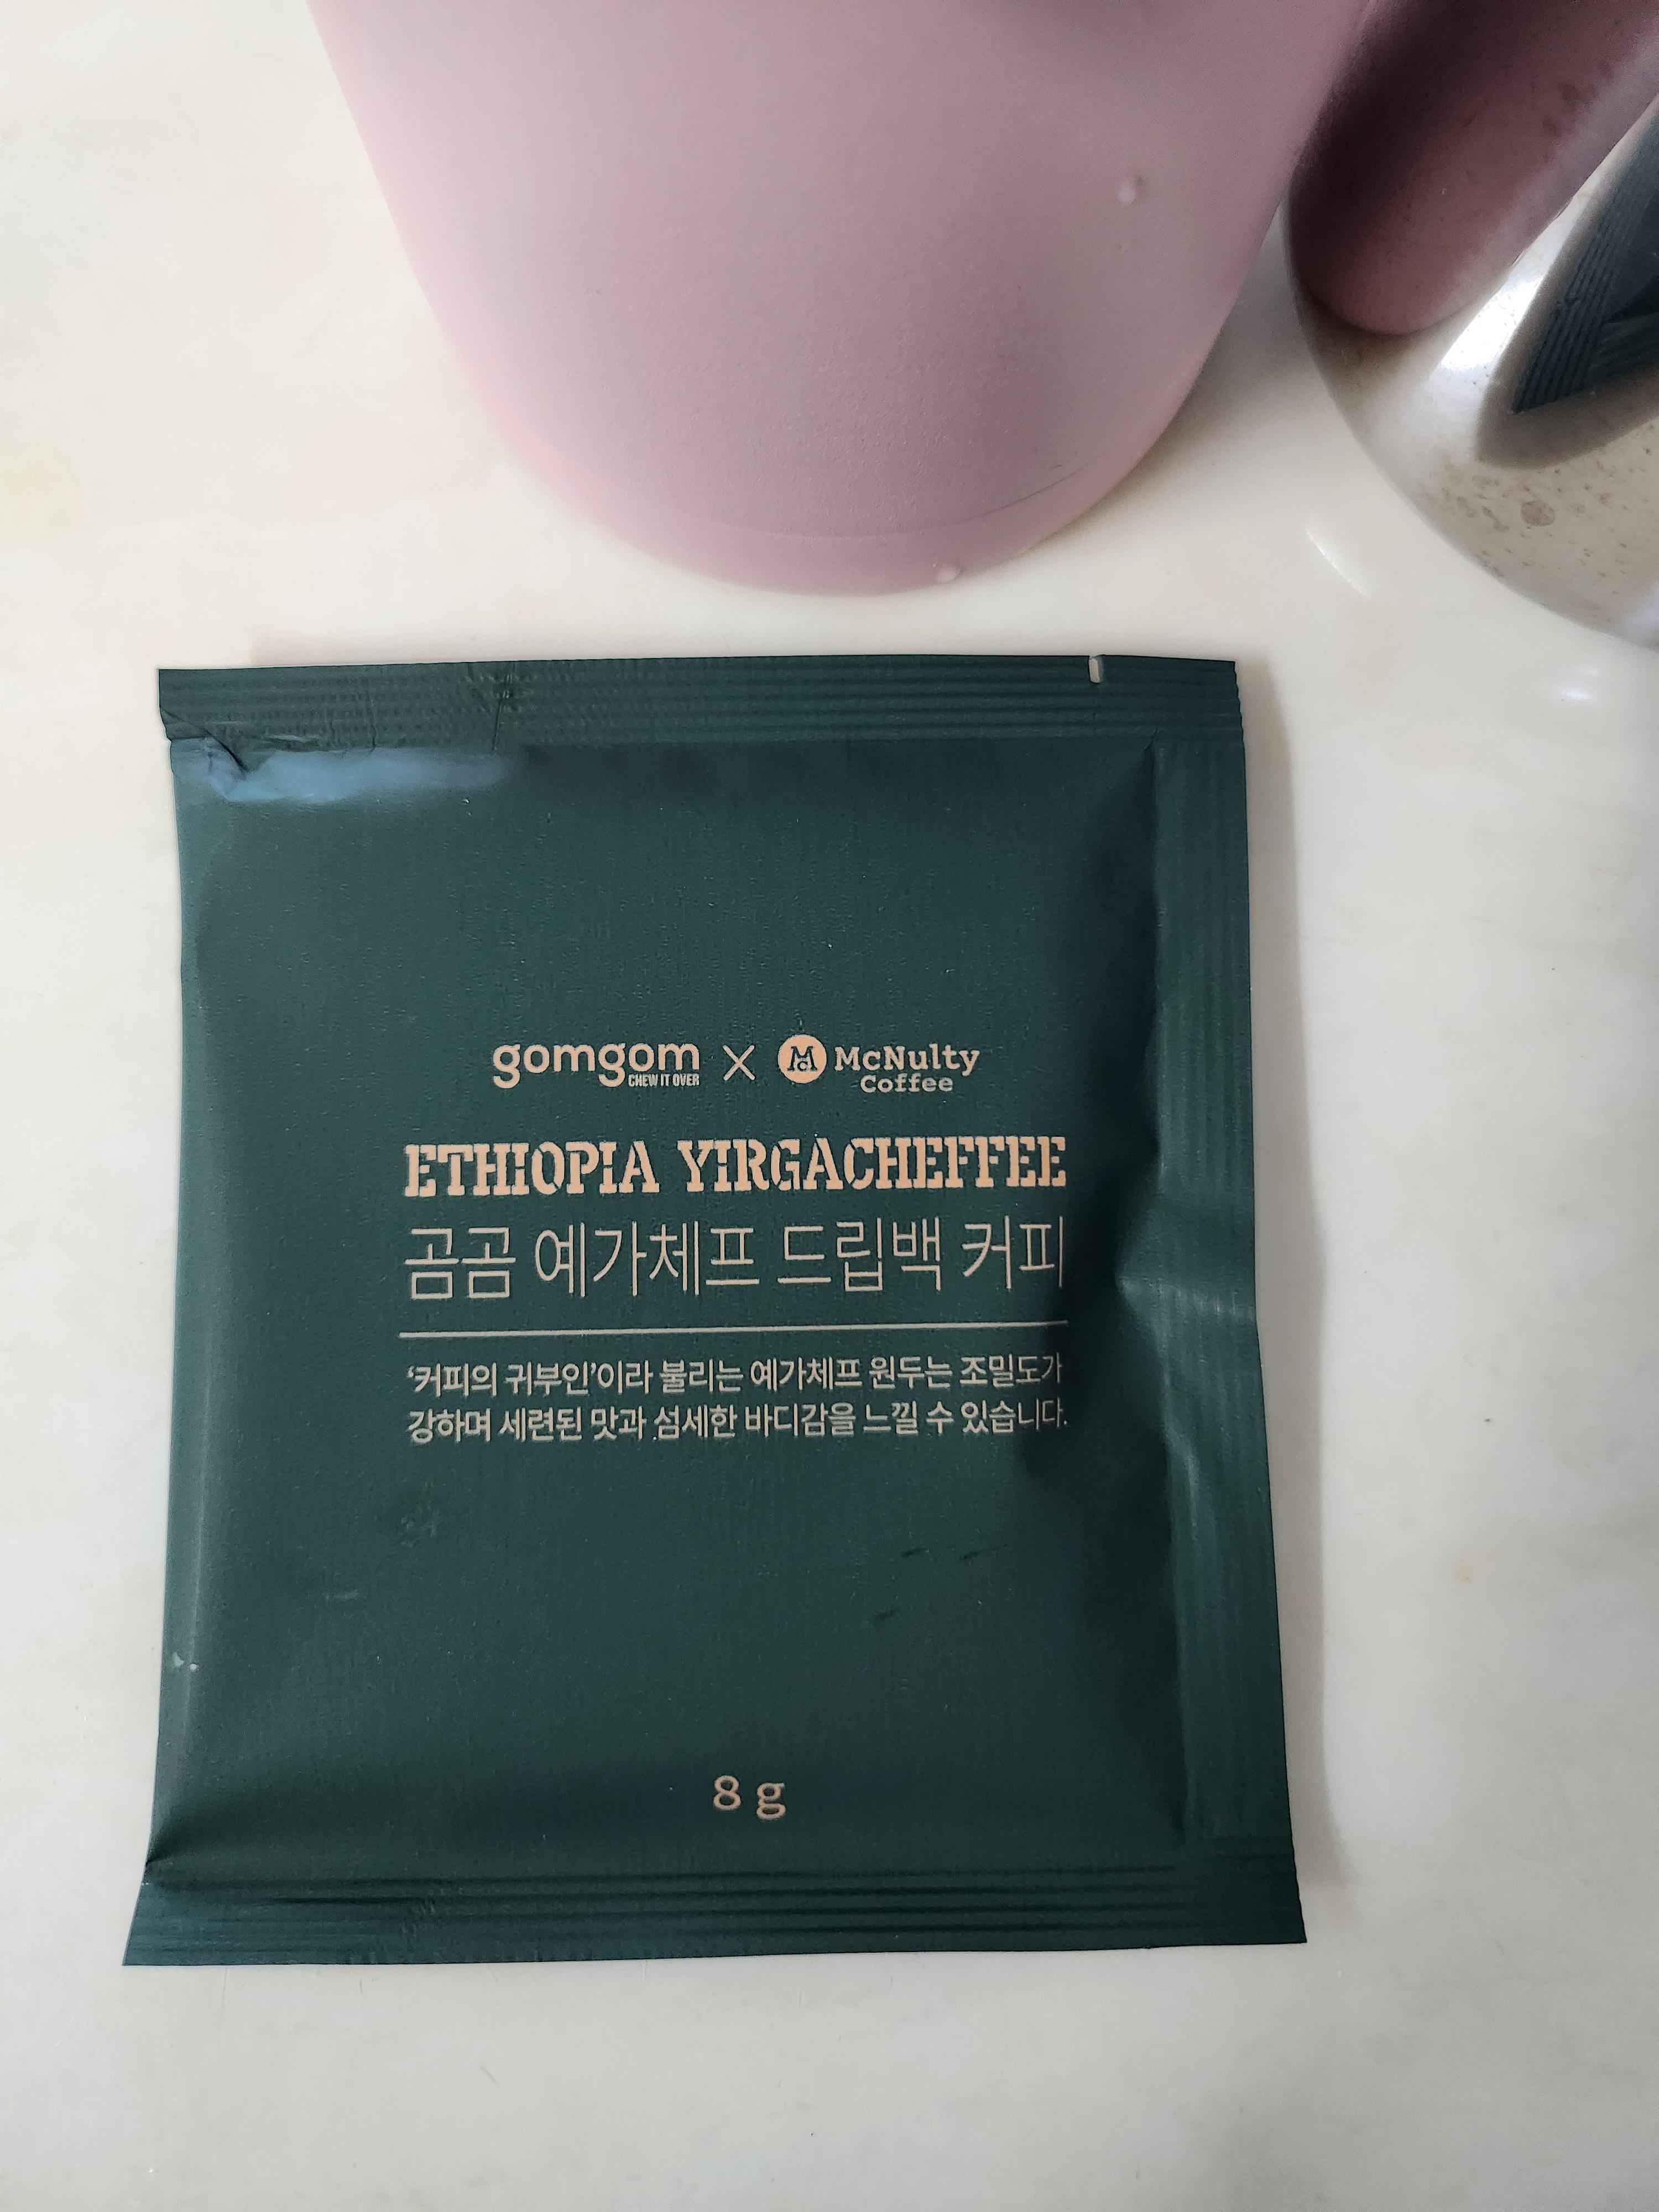 gomgom × Mc McNulty
CHEW IT OVER Coffee
ETHIOPIA YIRGACHEFFEE
곰곰 예가체프 드립백 커피
‘커피의 귀부인’이라 불리는 예가체프 원두는 조밀도가
강하며 세련된 맛과 섬세한 바디감을 느낄 수 있습니다.
8 g